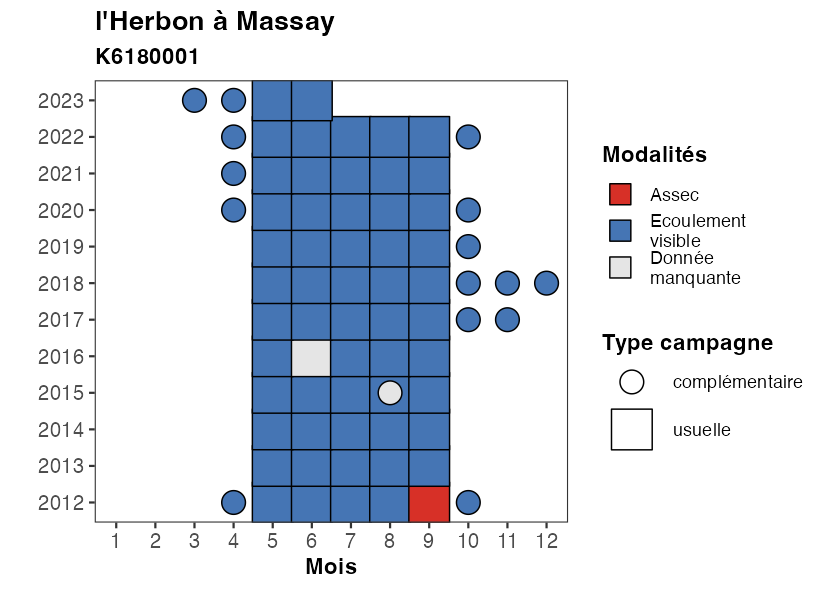 l'Herbon à Massay
K6180001
2023
2022
2021
2020
2019
2018
2017
2016
2015
2014
2013
2012
1 2 3 4 5 6 7 8 9 10 11 12
Mois
Modalités
Assec
Ecoulement
visible
Donnée
manquante
Type campagne
complémentaire
usuelle